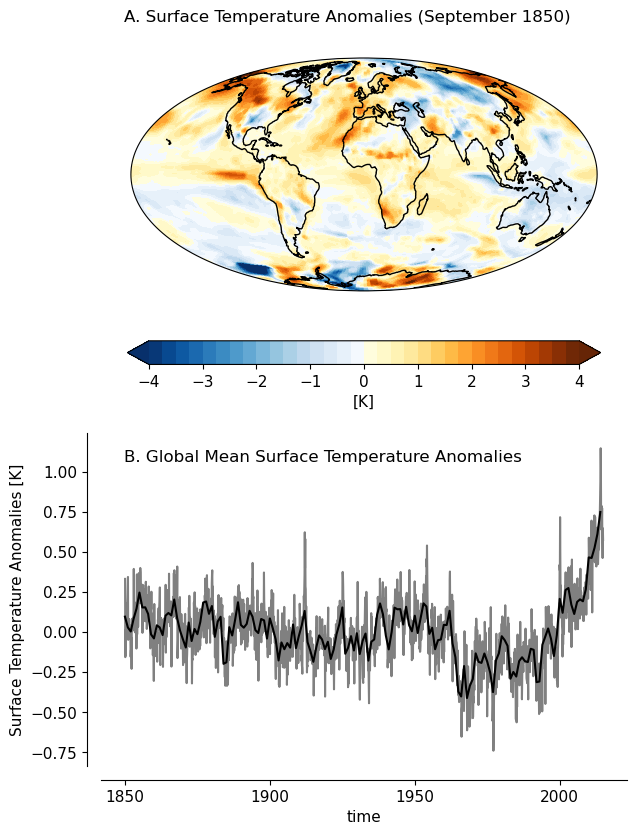 A. Surface Temperature Anomalies (September 1850)
−4 −3 −2 −1 0 1 2 3 4
[K]
B. Global Mean Surface Temperature Anomalies
Surface Temperature Anomalies [K]
1.00
0.75
0.50
0.25
0.00
−0.25
−0.50
−0.75
1850 1900 1950 2000
time